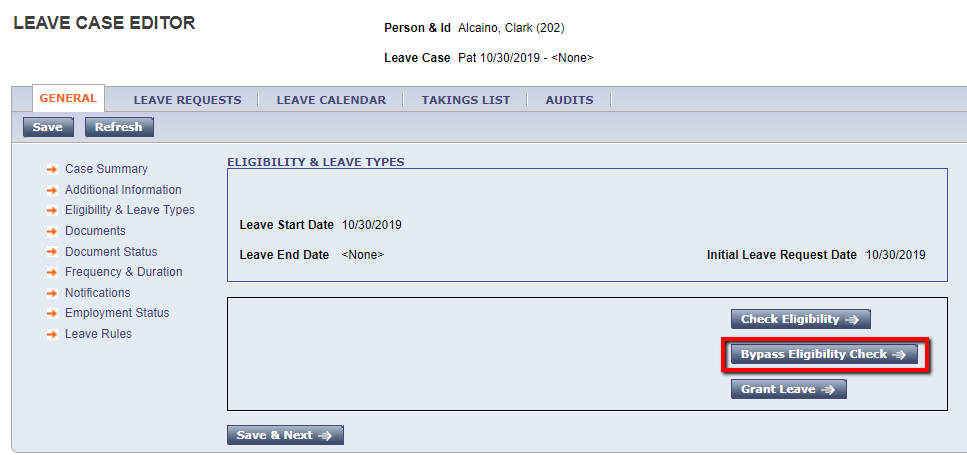 LEAVE CASE EDITOR
Person & Id Alcaino, Clark (202)
Leave Case Pat 10/30/2019 - <None>
GENERAL LEAVE REQUESTS LEAVE CALENDAR TAKINGS LIST AUDITS
Save Refresh
Case Summary
Additional Information
Eligibility & Leave Types
Documents
Document Status
Frequency & Duration
Notifications
Employment Status
Leave Rules
ELIGIBILITY & LEAVE TYPES
Leave Start Date 10/30/2019
Leave End Date <None> Initial Leave Request Date 10/30/2019
Check Eligibility
Bypass Eligibility Check
Grant Leave
Save & Next